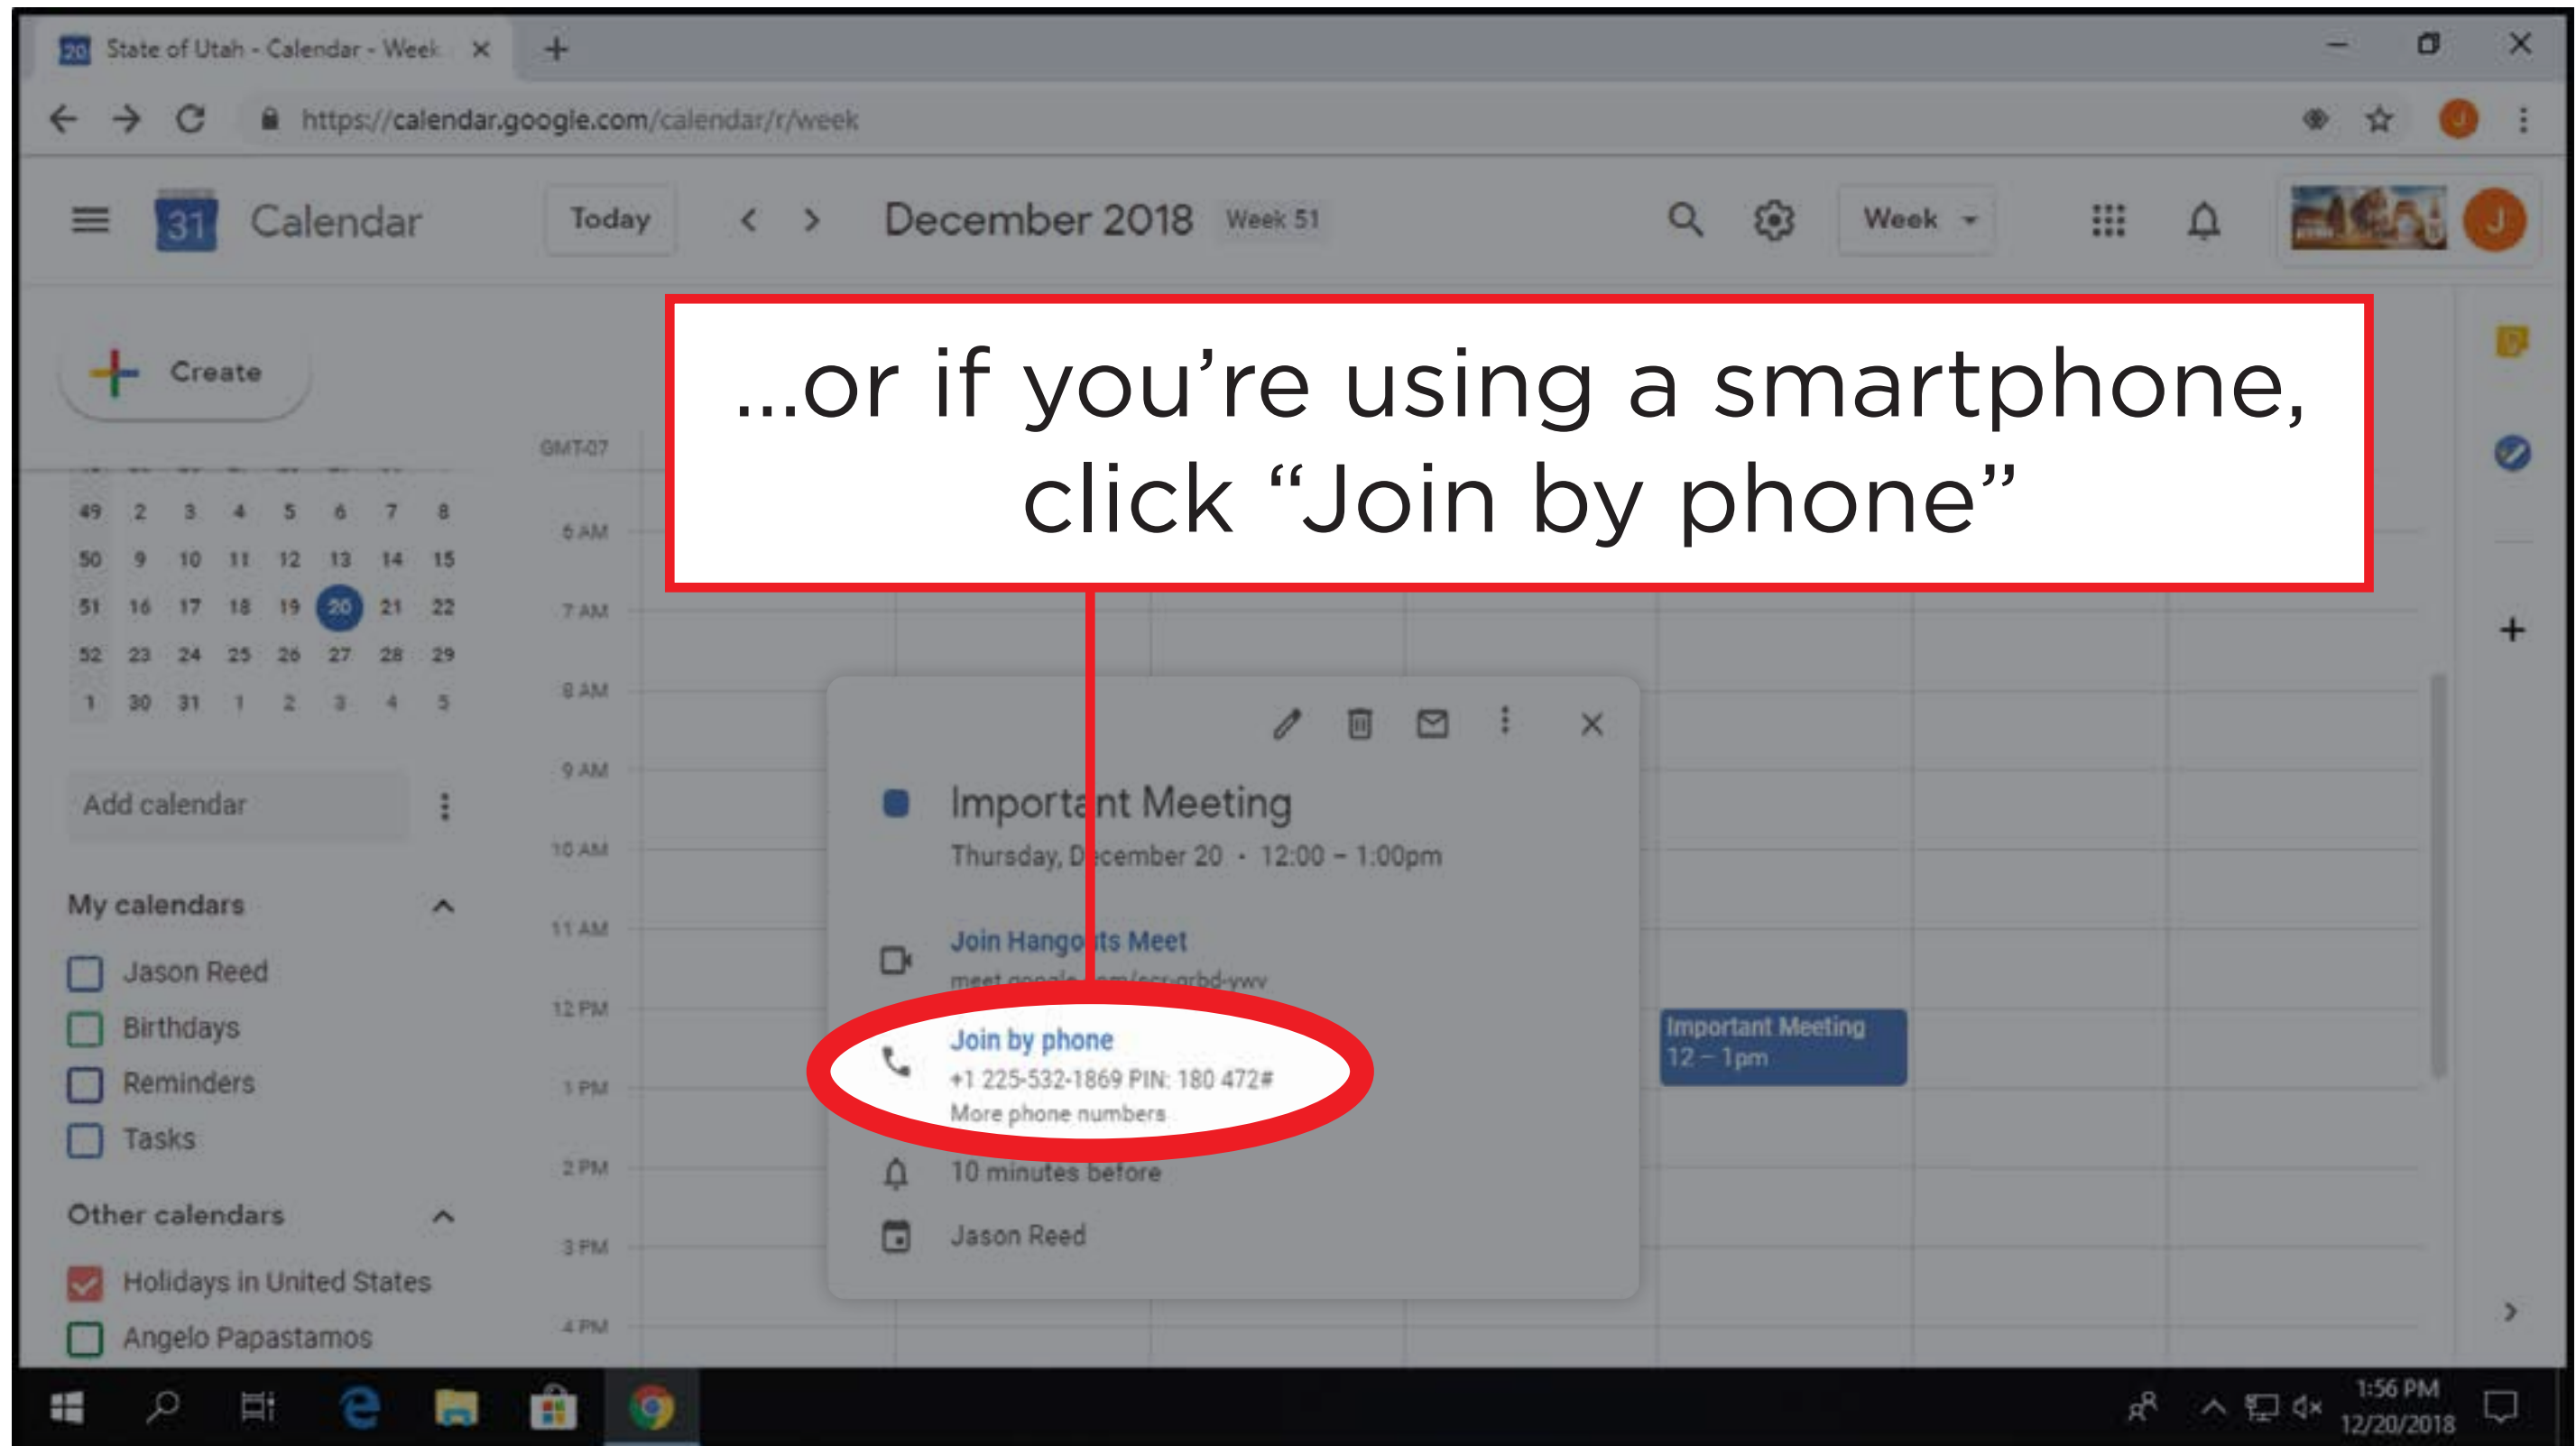 20 State of Utah - Calendar - Week
https://calendar.google.com/calendar/r/week
31 Calendar Today December 2018 Week 51 Week J
Create
...or if you’re using a smartphone,
click “Join by phone”
GMT-07
49 2 3 4 5 6 7 8
50 9 10 11 12 13 14 15
51 16 17 18 19 20 21 22
52 23 24 25 26 27 28 29
1 30 31 1 2 3 4 5
Add calendar
My calendars
Jason Reed
Birthdays
Reminders
Tasks
Other calendars
Holidays in United States
Angelo Papastamos
6 AM
7 AM
8 AM
9 AM
10 AM
11 AM
12 PM
1 PM
2 PM
3 PM
4 PM
Important Meeting
Thursday, December 20 • 12:00 – 1:00pm
Join Hangouts Meet
Join by phone
+1 225-532-1869 PIN: 180 472#
More phone numbers
10 minutes before
Jason Reed
Important Meeting
12 – 1pm
1:56 PM
12/20/2018